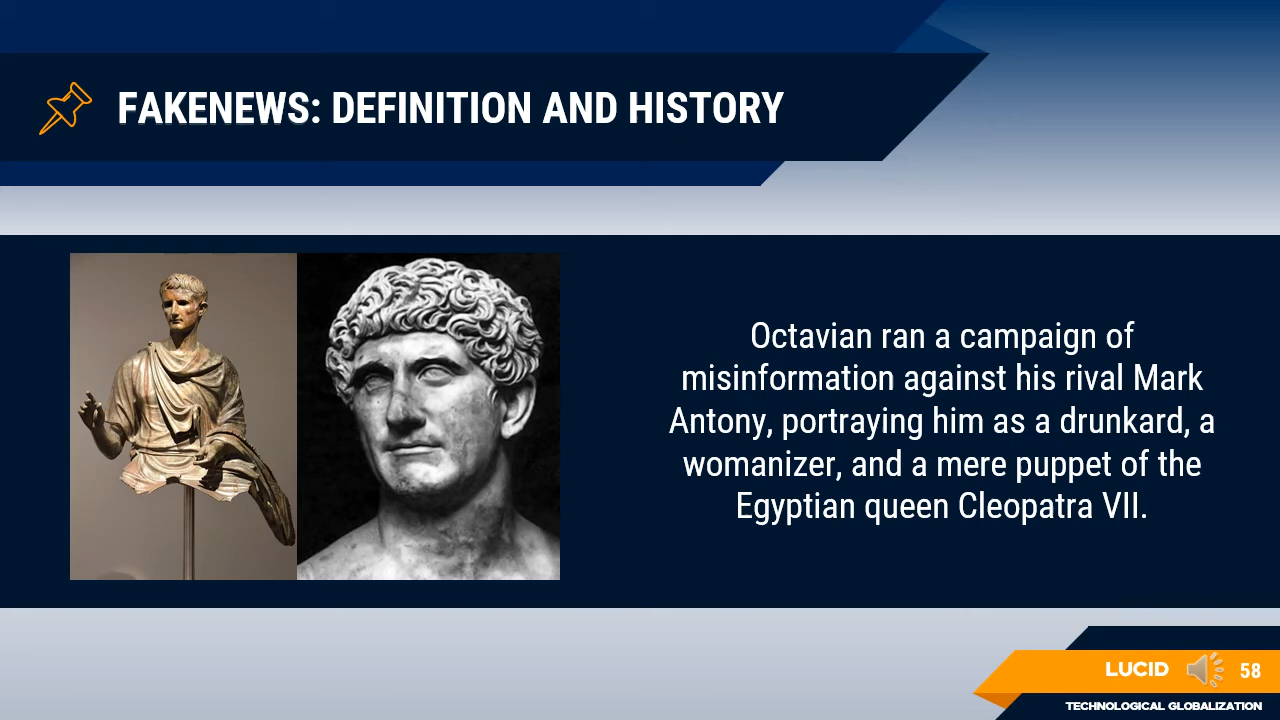 FAKENEWS: DEFINITION AND HISTORY
Octavian ran a campaign of
misinformation against his rival Mark
Antony, portraying him as a drunkard, a
womanizer, and a mere puppet of the
Egyptian queen Cleopatra VII.
LUCID
58
TECHNOLOGICAL GLOBALIZATION